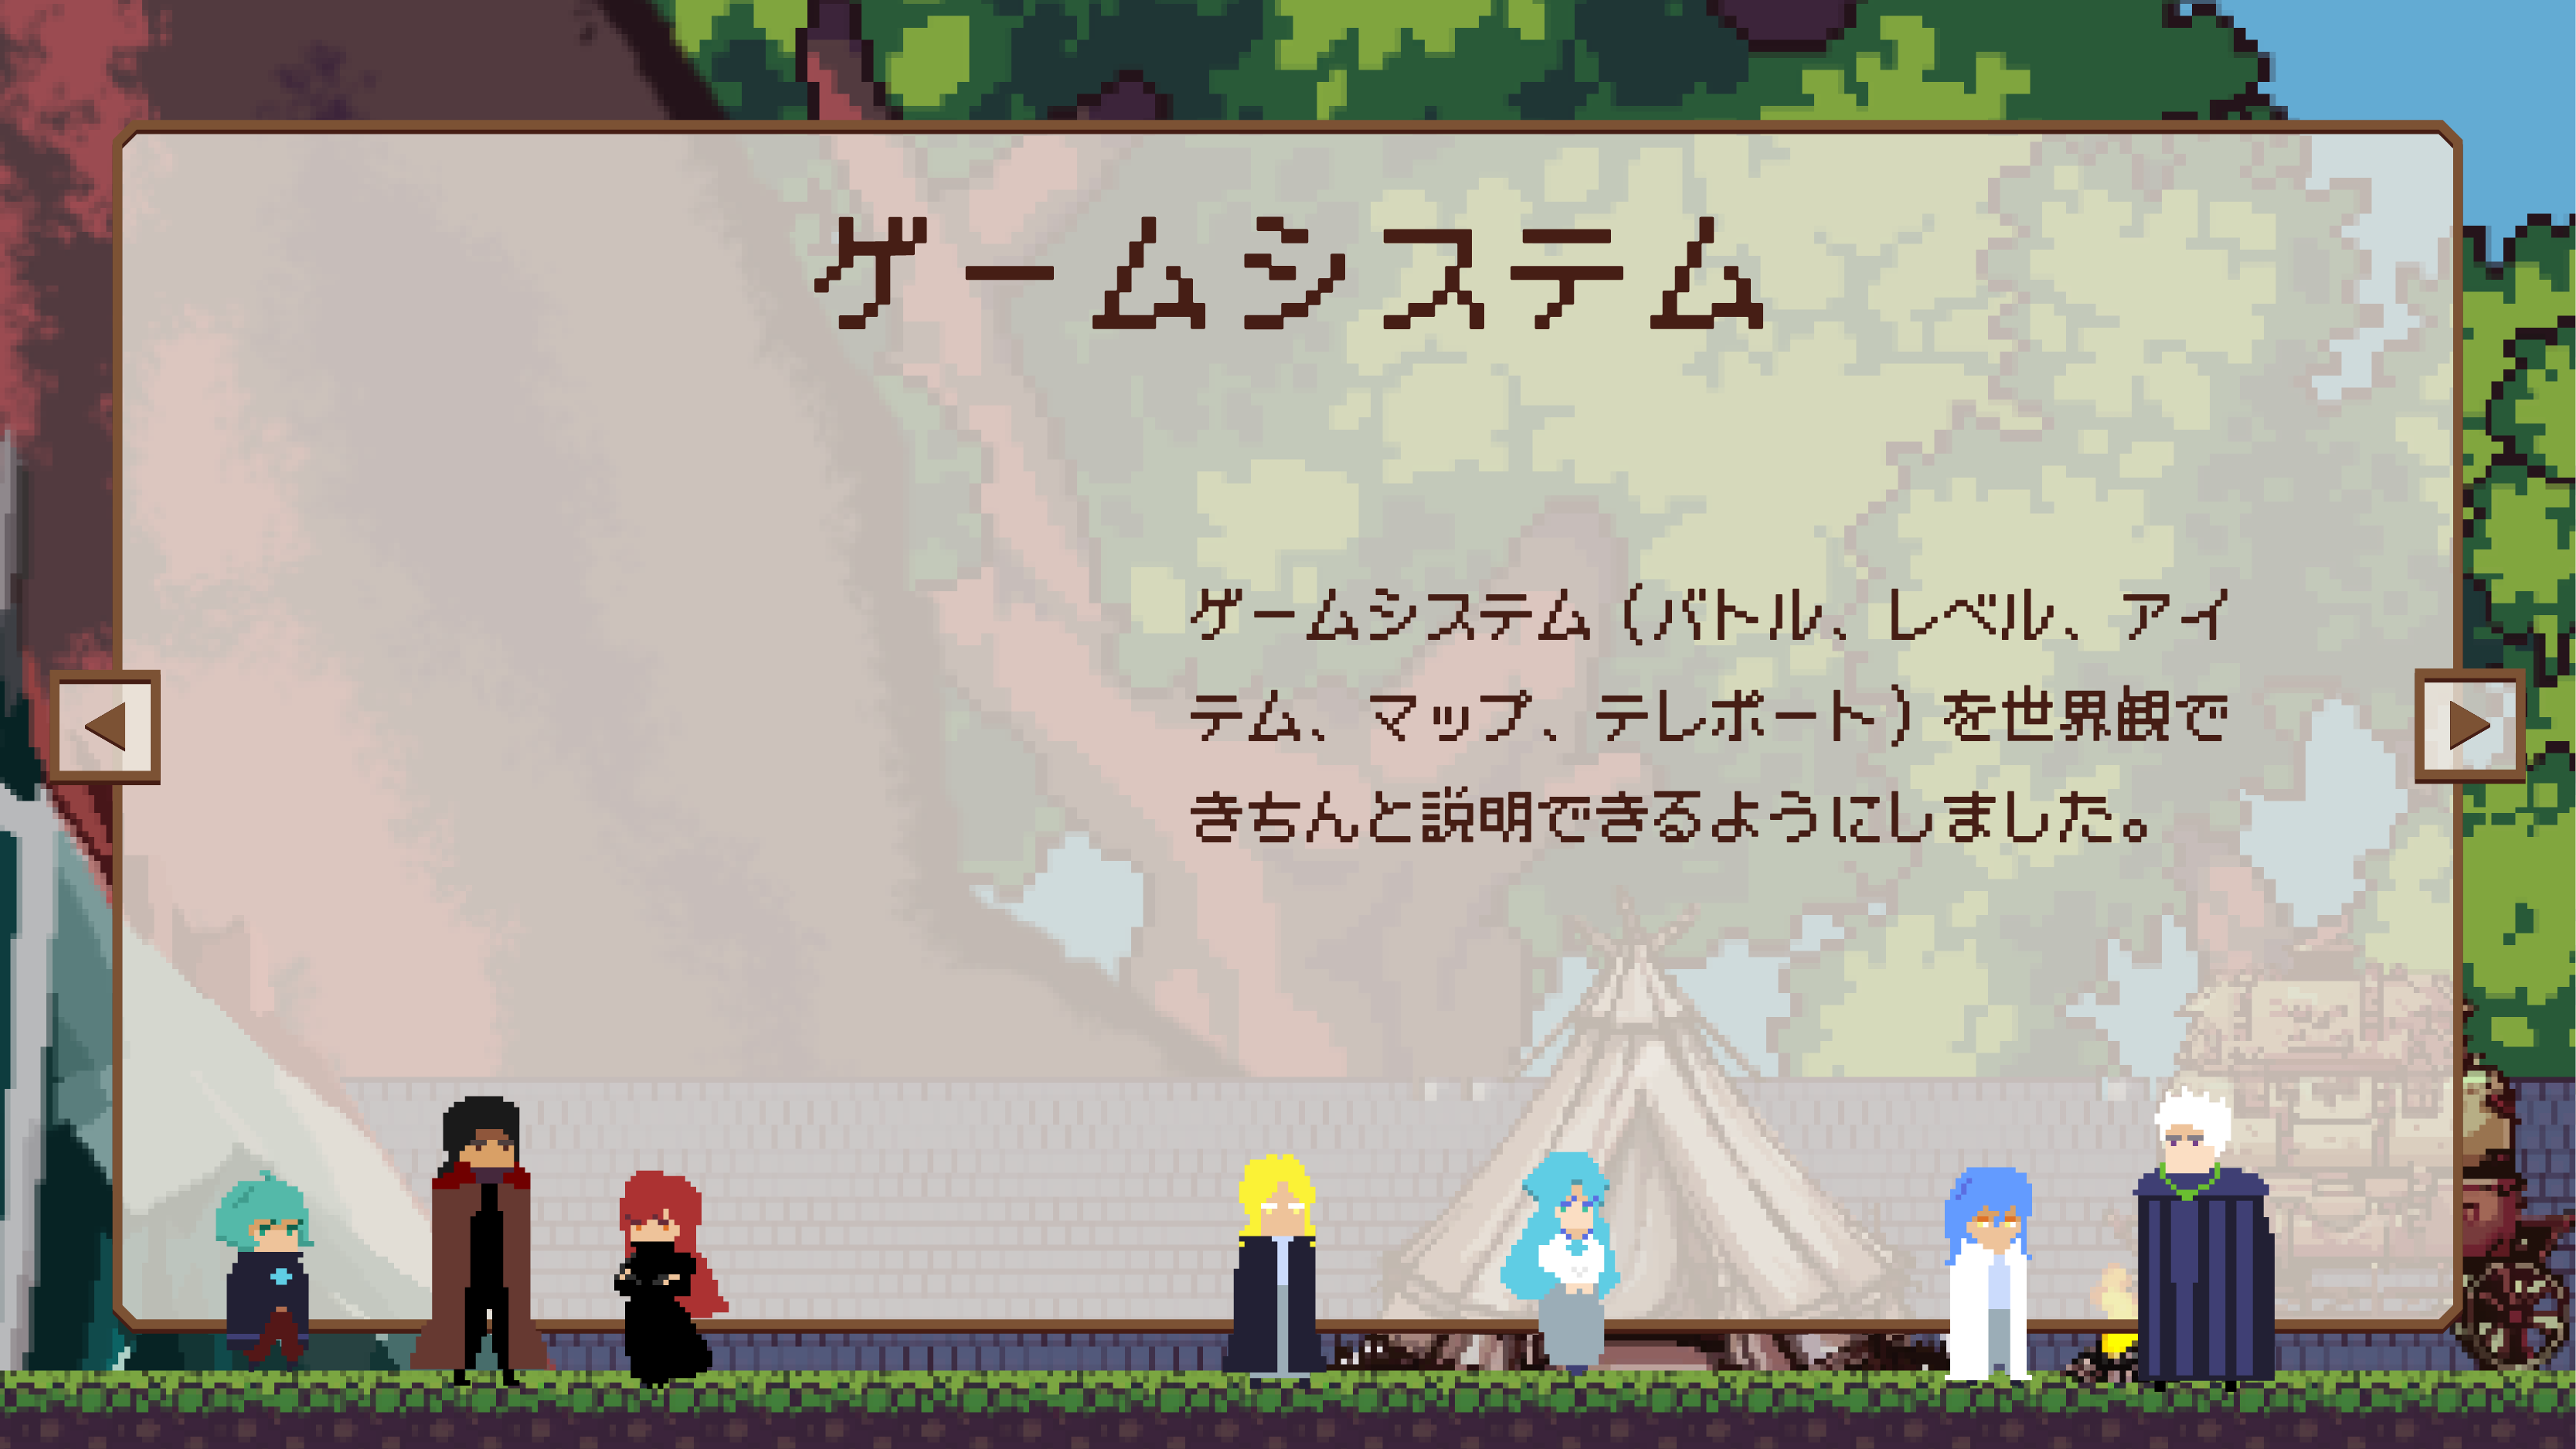 ゲームシステム
ゲームシステム（バトル、レベル、アイ
テム、マップ、テレポート）を世界観で
きちんと説明できるようにしました。